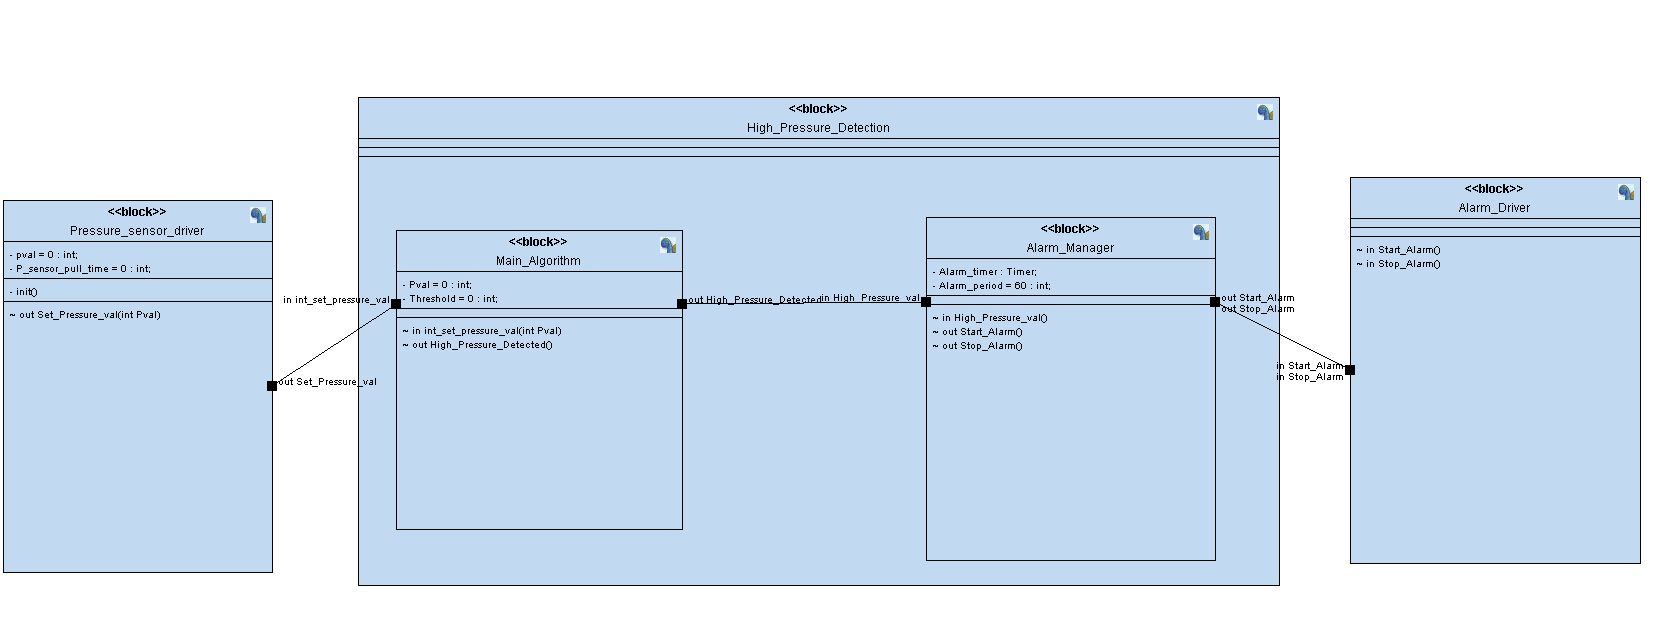 <<block>>
High_Pressure_Detection
<<block>>
Pressure_sensor_driver
- pval = 0 : int;
- P_sensor_pull_time = 0 : int;
- init()
~ out Set_Pressure_val(int Pval)
out Set_Pressure_val
in int_set_pressure_val
<<block>>
Main_Algorithm
- Pval = 0 : int;
- Threshold = 0 : int;
~ in int_set_pressure_val(int Pval)
~ out High_Pressure_Detected()
out High_Pressure_Detected
in High_Pressure_val
<<block>>
Alarm_Manager
- Alarm_timer : Timer;
- Alarm_period = 60 : int;
~ in High_Pressure_val()
~ out Start_Alarm()
~ out Stop_Alarm()
out Start_Alarm
out Stop_Alarm
in Start_Alarm
in Stop_Alarm
<<block>>
Alarm_Driver
~ in Start_Alarm()
~ in Stop_Alarm()